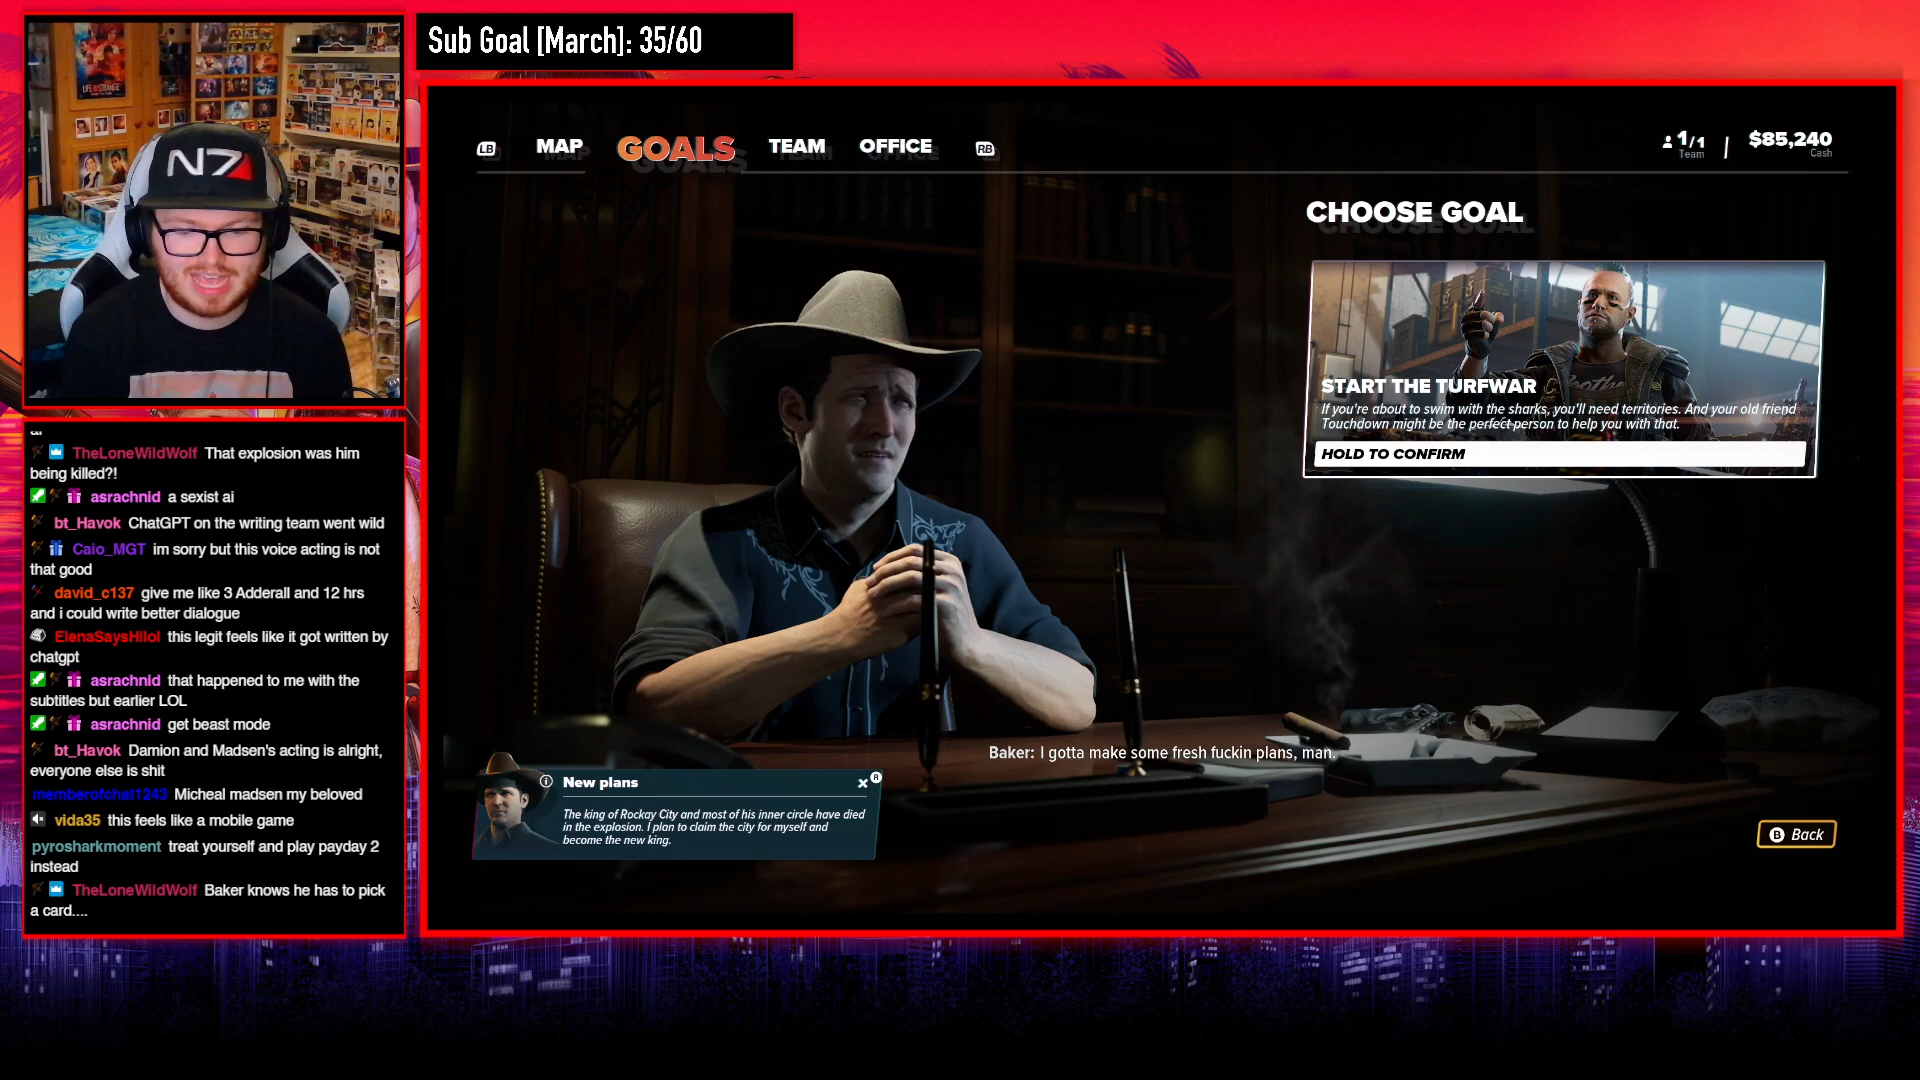 Sub Goal [March]: 35/60
LIFE IS STRANGE
N7
LB MAP GOALS TEAM OFFICE RB
1/1
Team
$85,240
Cash
CHOOSE GOAL
START THE TURFWAR
If you're about to swim with the sharks, you'll need territories. And your old friend
Touchdown might be the perfect person to help you with that.
HOLD TO CONFIRM
Baker: I gotta make some fresh fuckin plans, man.
New plans
R
The king of Rockay City and most of his inner circle have died
in the explosion. I plan to claim the city for myself and
become the new king.
B Back
ai
TheLoneWildWolf That explosion was him
being killed?!
asrachnid a sexist ai
bt_Havok ChatGPT on the writing team went wild
Caio_MGT im sorry but this voice acting is not
that good
david_c137 give me like 3 Adderall and 12 hrs
and i could write better dialogue
ElenaSaysHilol this legit feels like it got written by
chatgpt
asrachnid that happened to me with the
subtitles but earlier LOL
asrachnid get beast mode
bt_Havok Damion and Madsen's acting is alright,
everyone else is shit
memberofchat1243 Micheal madsen my beloved
vida35 this feels like a mobile game
pyrosharkmoment treat yourself and play payday 2
instead
TheLoneWildWolf Baker knows he has to pick
a card....